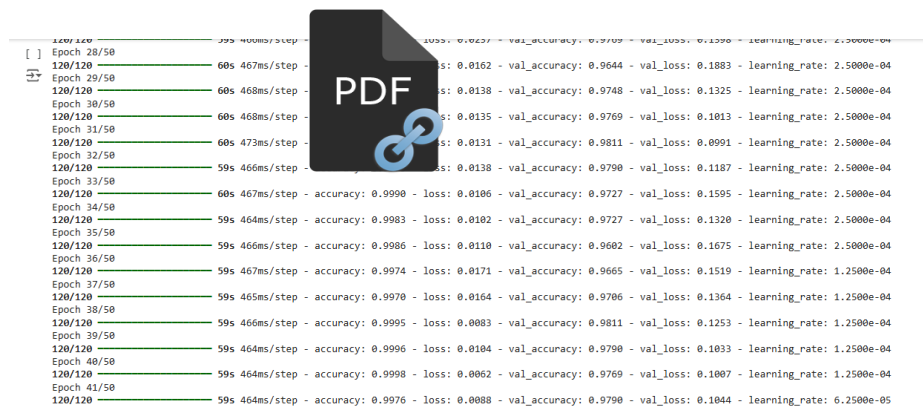 120/120 59s 466ms/step - loss: - val_accuracy: - val_loss: - learning_rate: 2.5000e-04
[ ] Epoch 28/50
120/120 60s 467ms/step - 0.0162 - val_accuracy: 0.9644 - val_loss: 0.1883 - learning_rate: 2.5000e-04
Epoch 29/50
120/120 60s 468ms/step - 0.0138 - val_accuracy: 0.9748 - val_loss: 0.1325 - learning_rate: 2.5000e-04
PDF
Epoch 30/50
120/120 60s 468ms/step - 0.0135 - val_accuracy: 0.9769 - val_loss: 0.1013 - learning_rate: 2.5000e-04
Epoch 31/50
120/120 60s 473ms/step - 0.0131 - val_accuracy: 0.9811 - val_loss: 0.0991 - learning_rate: 2.5000e-04
Epoch 32/50
120/120 59s 466ms/step - 0.0138 - val_accuracy: 0.9790 - val_loss: 0.1187 - learning_rate: 2.5000e-04
Epoch 33/50
120/120 60s 467ms/step - accuracy: 0.9990 - loss: 0.0106 - val_accuracy: 0.9727 - val_loss: 0.1595 - learning_rate: 2.5000e-04
Epoch 34/50
120/120 59s 464ms/step - accuracy: 0.9983 - loss: 0.0102 - val_accuracy: 0.9727 - val_loss: 0.1320 - learning_rate: 2.5000e-04
Epoch 35/50
120/120 59s 466ms/step - accuracy: 0.9986 - loss: 0.0110 - val_accuracy: 0.9602 - val_loss: 0.1675 - learning_rate: 2.5000e-04
Epoch 36/50
120/120 59s 467ms/step - accuracy: 0.9974 - loss: 0.0171 - val_accuracy: 0.9665 - val_loss: 0.1519 - learning_rate: 1.2500e-04
Epoch 37/50
120/120 59s 465ms/step - accuracy: 0.9970 - loss: 0.0164 - val_accuracy: 0.9706 - val_loss: 0.1364 - learning_rate: 1.2500e-04
Epoch 38/50
120/120 59s 466ms/step - accuracy: 0.9995 - loss: 0.0083 - val_accuracy: 0.9811 - val_loss: 0.1253 - learning_rate: 1.2500e-04
Epoch 39/50
120/120 59s 464ms/step - accuracy: 0.9996 - loss: 0.0104 - val_accuracy: 0.9790 - val_loss: 0.1033 - learning_rate: 1.2500e-04
Epoch 40/50
120/120 59s 464ms/step - accuracy: 0.9998 - loss: 0.0062 - val_accuracy: 0.9769 - val_loss: 0.1007 - learning_rate: 1.2500e-04
Epoch 41/50
120/120 59s 464ms/step - accuracy: 0.9976 - loss: 0.0088 - val_accuracy: 0.9790 - val_loss: 0.1044 - learning_rate: 6.2500e-05